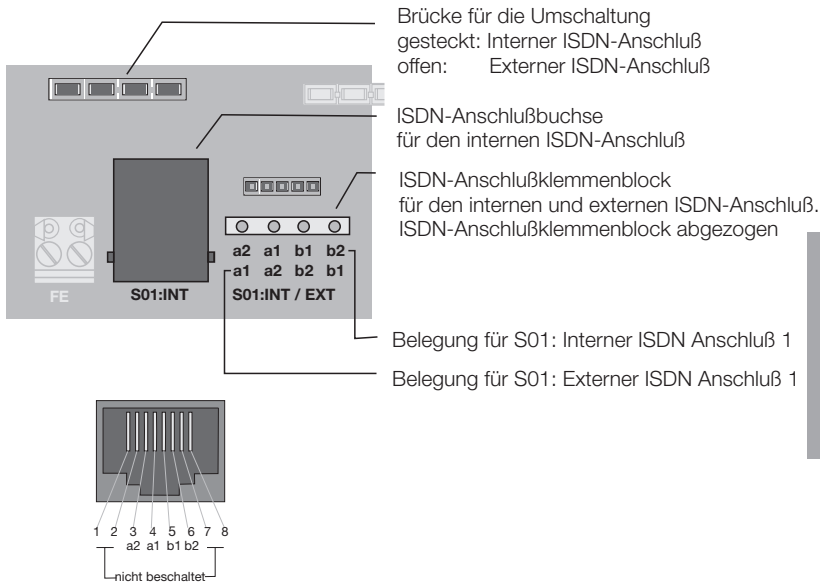 Brücke für die Umschaltung
gesteckt: Interner ISDN-Anschluß
offen: Externer ISDN-Anschluß
ISDN-Anschlußbuchse
für den internen ISDN-Anschluß
ISDN-Anschlußklemmenblock
für den internen und externen ISDN-Anschluß.
ISDN-Anschlußklemmenblock abgezogen
a2 a1 b1 b2
a1 a2 b2 b1
FE
S01:INT
S01:INT / EXT
Belegung für S01: Interner ISDN Anschluß 1
Belegung für S01: Externer ISDN Anschluß 1
1 2 3 4 5 6 7 8
a2 a1 b1 b2
nicht beschaltet